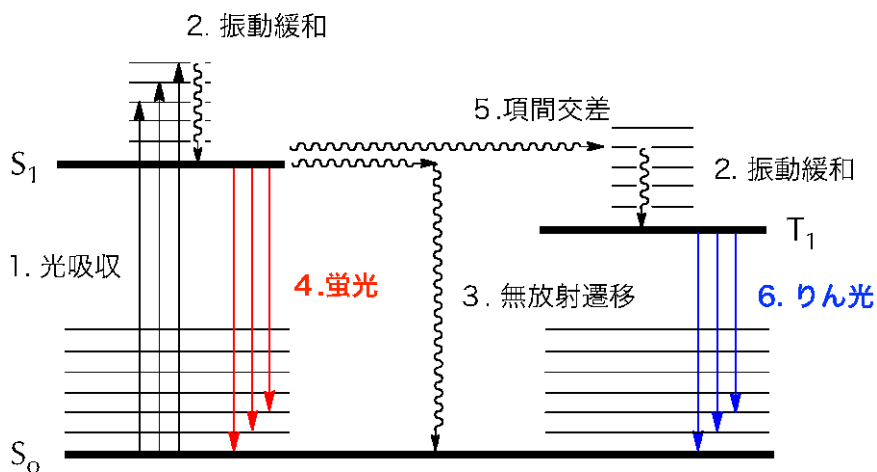 2. 振動緩和
5.項間交差
S₁
2. 振動緩和
T₁
1. 光吸収
4.蛍光
3. 無放射遷移
6. りん光
S₀